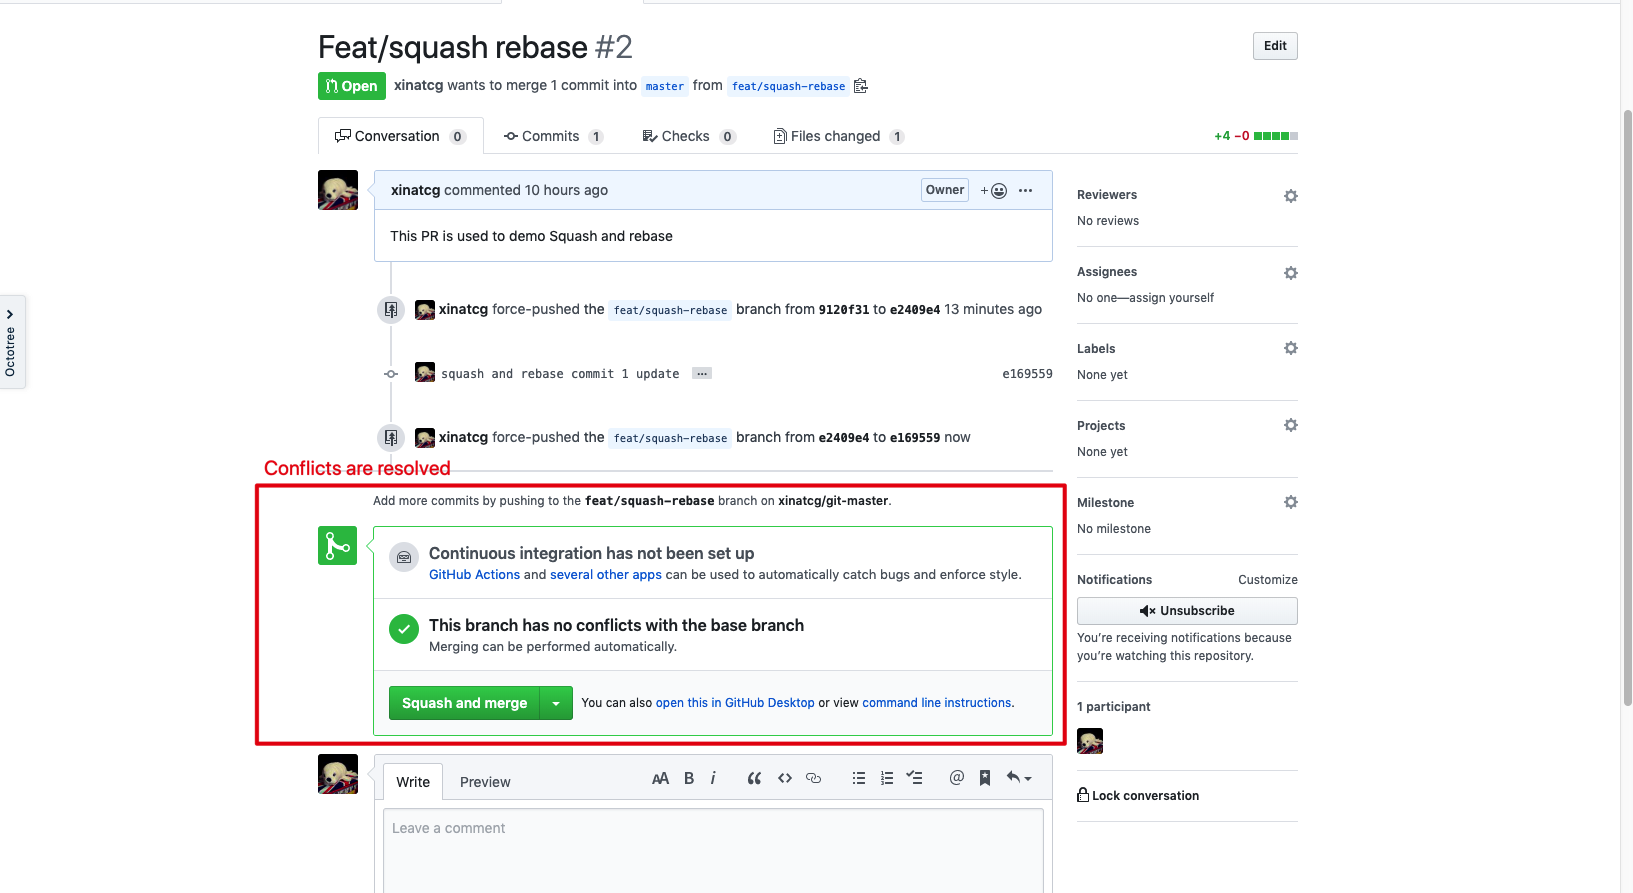 Feat/squash rebase #2
Edit
Open xinatcg wants to merge 1 commit into master from feat/squash-rebase
Conversation 0 Commits 1 Checks 0 Files changed 1 +4 −0
xinatcg commented 10 hours ago Owner +
This PR is used to demo Squash and rebase
xinatcg force-pushed the feat/squash-rebase branch from 9120f31 to e2409e4 13 minutes ago
squash and rebase commit 1 update … e169559
xinatcg force-pushed the feat/squash-rebase branch from e2409e4 to e169559 now
Conflicts are resolved
Add more commits by pushing to the feat/squash-rebase branch on xinatcg/git-master.
Continuous integration has not been set up
GitHub Actions and several other apps can be used to automatically catch bugs and enforce style.
This branch has no conflicts with the base branch
Merging can be performed automatically.
Squash and merge You can also open this in GitHub Desktop or view command line instructions.
Write Preview AA B i
Leave a comment
Reviewers
No reviews
Assignees
No one—assign yourself
Labels
None yet
Projects
None yet
Milestone
No milestone
Notifications Customize
Unsubscribe
You're receiving notifications because
you're watching this repository.
1 participant
Lock conversation
Octotree